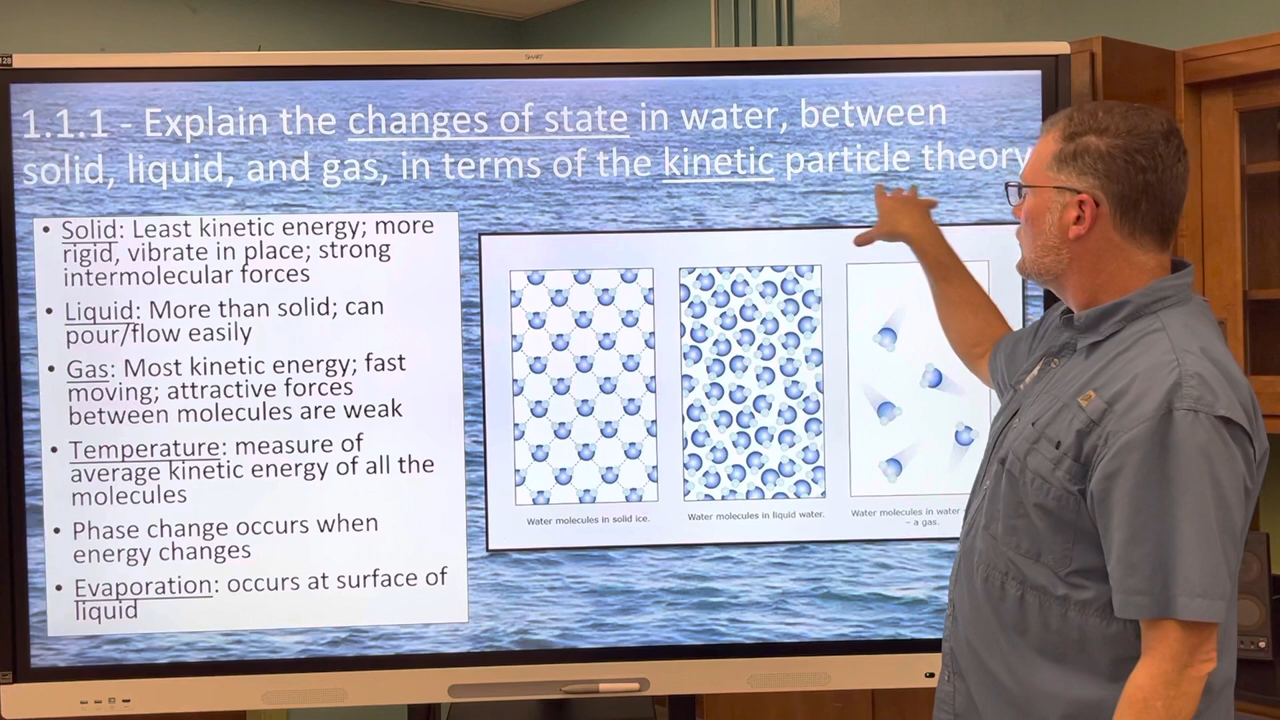 SMART
128
1.1.1 - Explain the changes of state in water, between
solid, liquid, and gas, in terms of the kinetic particle theory
• Solid: Least kinetic energy; more
rigid, vibrate in place; strong
intermolecular forces
• Liquid: More than solid; can
pour/flow easily
• Gas: Most kinetic energy; fast
moving; attractive forces
between molecules are weak
• Temperature: measure of
average kinetic energy of all the
molecules
• Phase change occurs when
energy changes
• Evaporation: occurs at surface of
liquid
Water molecules in solid ice.
Water molecules in liquid water.
Water molecules in water
– a gas.